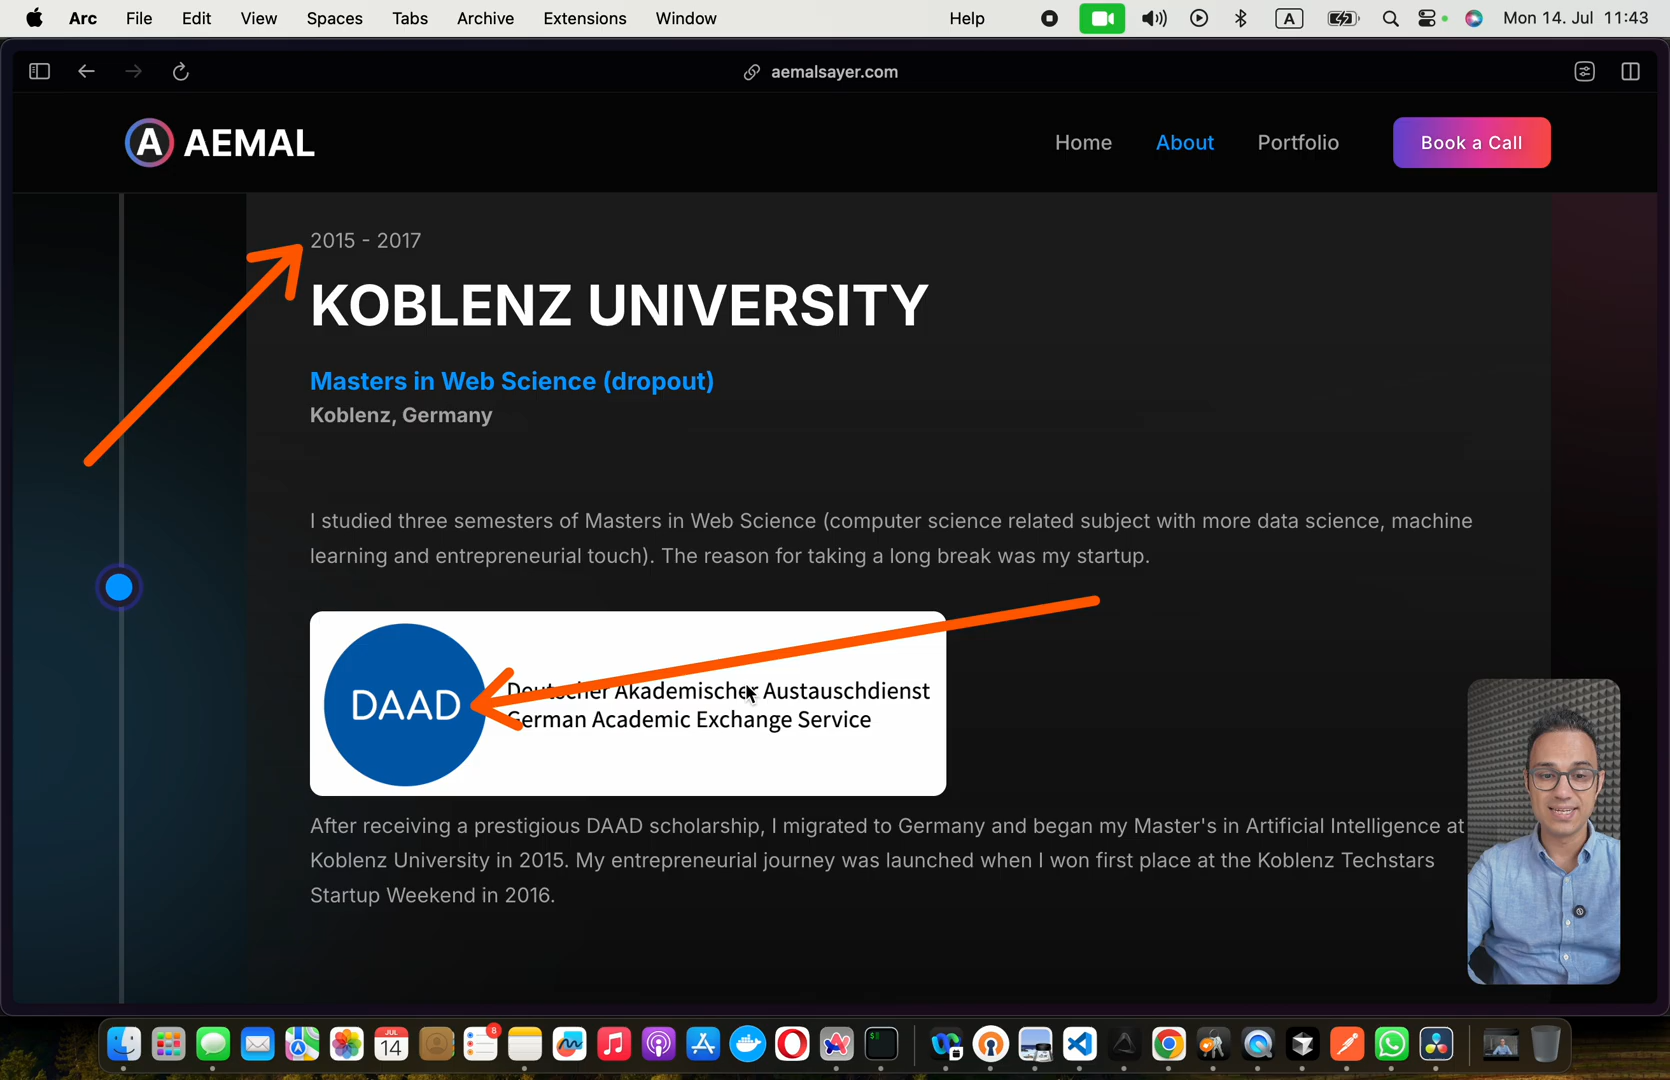 Arc File Edit View Spaces Tabs Archive Extensions Window Help A Mon 14. Jul 11:43
aemalsayer.com
A AEMAL Home About Portfolio Book a Call
2015 - 2017
KOBLENZ UNIVERSITY
Masters in Web Science (dropout)
Koblenz, Germany
I studied three semesters of Masters in Web Science (computer science related subject with more data science, machine
learning and entrepreneurial touch). The reason for taking a long break was my startup.
DAAD
Deutscher Akademischer Austauschdienst
German Academic Exchange Service
After receiving a prestigious DAAD scholarship, I migrated to Germany and began my Master's in Artificial Intelligence at
Koblenz University in 2015. My entrepreneurial journey was launched when I won first place at the Koblenz Techstars
Startup Weekend in 2016.
JUL
14
8
$